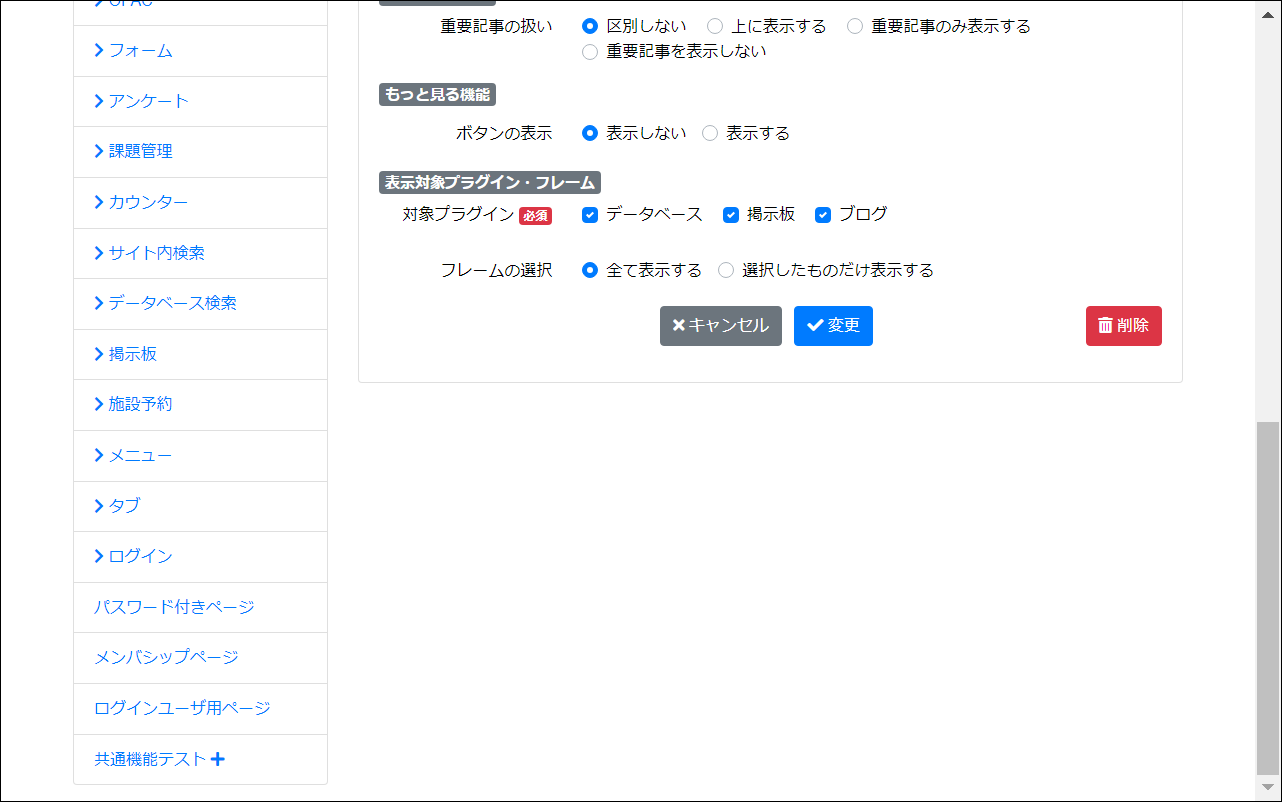 OPAC
フォーム
アンケート
課題管理
カウンター
サイト内検索
データベース検索
掲示板
施設予約
メニュー
タブ
ログイン
パスワード付きページ
メンバシップページ
ログインユーザ用ページ
共通機能テスト
重要記事の扱い 区別しない 上に表示する 重要記事のみ表示する
重要記事を表示しない
もっと見る機能
ボタンの表示 表示しない 表示する
表示対象プラグイン・フレーム
対象プラグイン 必須 データベース 掲示板 ブログ
フレームの選択 全て表示する 選択したものだけ表示する
キャンセル 変更 削除